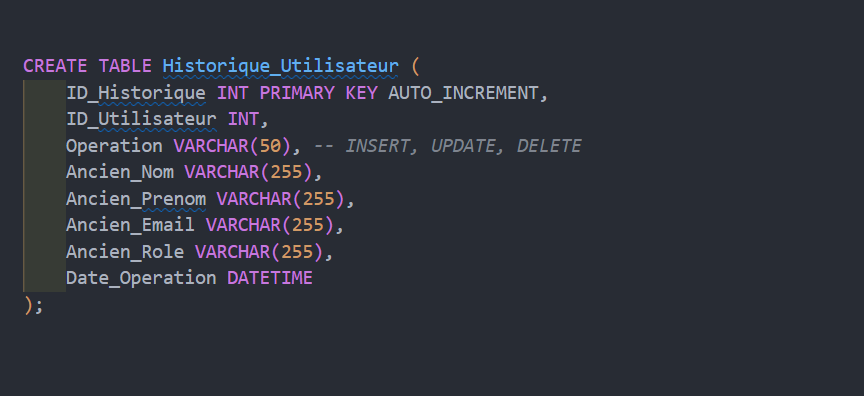 CREATE TABLE Historique_Utilisateur (
ID_Historique INT PRIMARY KEY AUTO_INCREMENT,
ID_Utilisateur INT,
Operation VARCHAR(50), -- INSERT, UPDATE, DELETE
Ancien_Nom VARCHAR(255),
Ancien_Prenom VARCHAR(255),
Ancien_Email VARCHAR(255),
Ancien_Role VARCHAR(255),
Date_Operation DATETIME
);